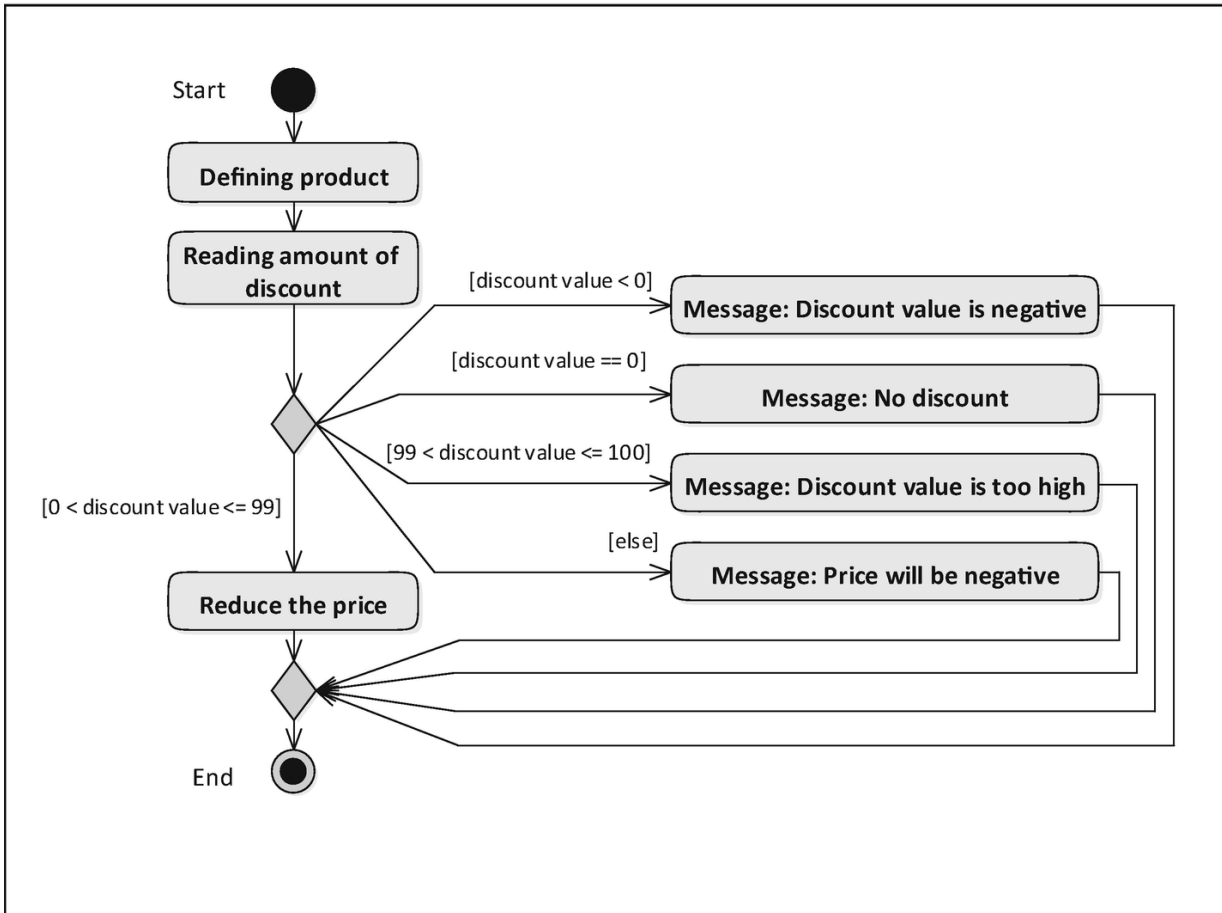 Start
Defining product
Reading amount of
discount
[discount value < 0]
Message: Discount value is negative
[discount value == 0]
Message: No discount
[99 < discount value <= 100]
Message: Discount value is too high
[0 < discount value <= 99]
[else]
Message: Price will be negative
Reduce the price
End